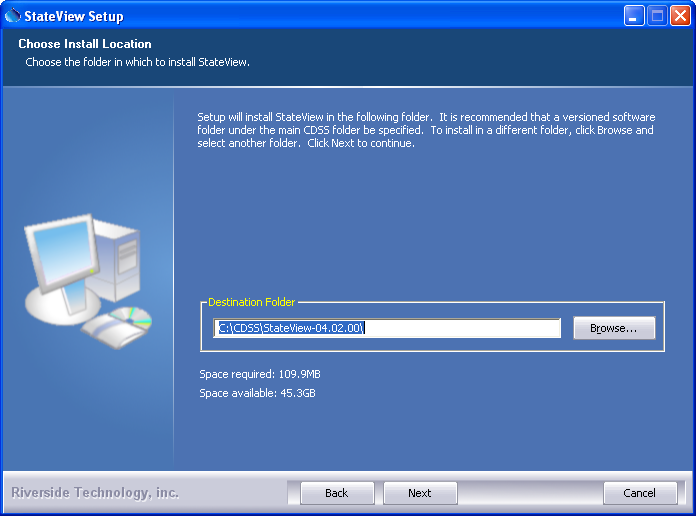 StateView Setup
Choose Install Location
Choose the folder in which to install StateView.
Setup will install StateView in the following folder.  It is recommended that a versioned software
folder under the main CDSS folder be specified.  To install in a different folder, click Browse and
select another folder.  Click Next to continue.
Destination Folder
C:\CDSS\StateView-04.02.00\
Browse...
Space required: 109.9MB
Space available: 45.3GB
Riverside Technology, inc.
Back
Next
Cancel